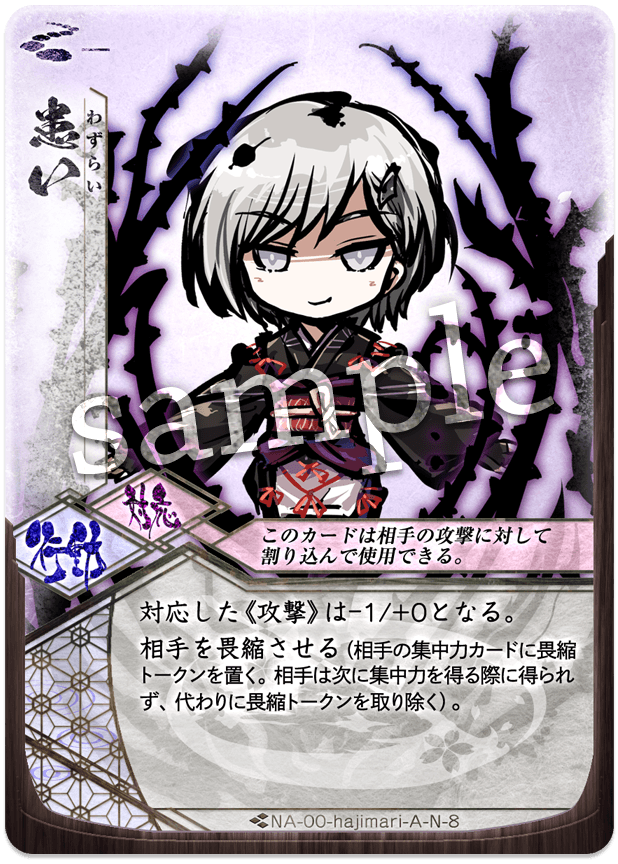 一
患い
わずらい
sample
対応
行動
このカードは相手の攻撃に対して
割り込んで使用できる。
対応した《攻撃》は-1/+0となる。
相手を畏縮させる(相手の集中力カードに畏縮
トークンを置く。相手は次に集中力を得る際に得られ
ず、代わりに畏縮トークンを取り除く)。
NA-00-hajimari-A-N-8